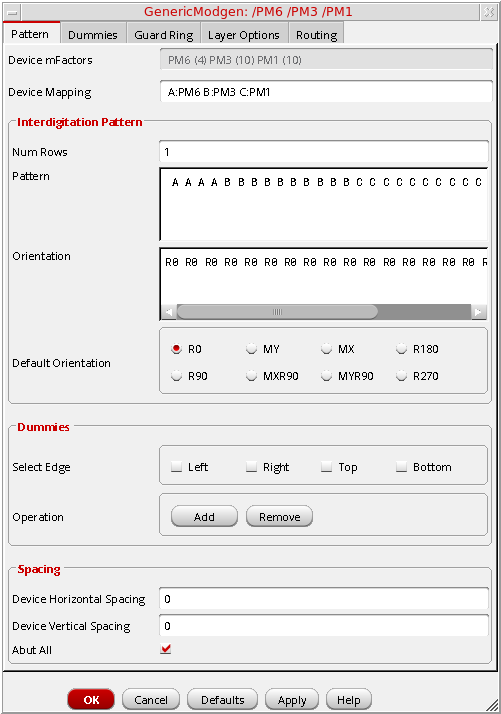 GenericModgen: /PM6 /PM3 /PM1
Pattern Dummies Guard Ring Layer Options Routing
Device mFactors PM6 (4) PM3 (10) PM1 (10)
Device Mapping A:PM6 B:PM3 C:PM1
Interdigitation Pattern
Num Rows 1
Pattern A A A A B B B B B B B B B B C C C C C C C C C C
Orientation R0 R0 R0 R0 R0 R0 R0 R0 R0 R0 R0 R0 R0 R0 R0 R0
Default Orientation
R0 MY MX R180
R90 MXR90 MYR90 R270
Dummies
Select Edge Left Right Top Bottom
Operation Add Remove
Spacing
Device Horizontal Spacing 0
Device Vertical Spacing 0
Abut All
OK Cancel Defaults Apply Help